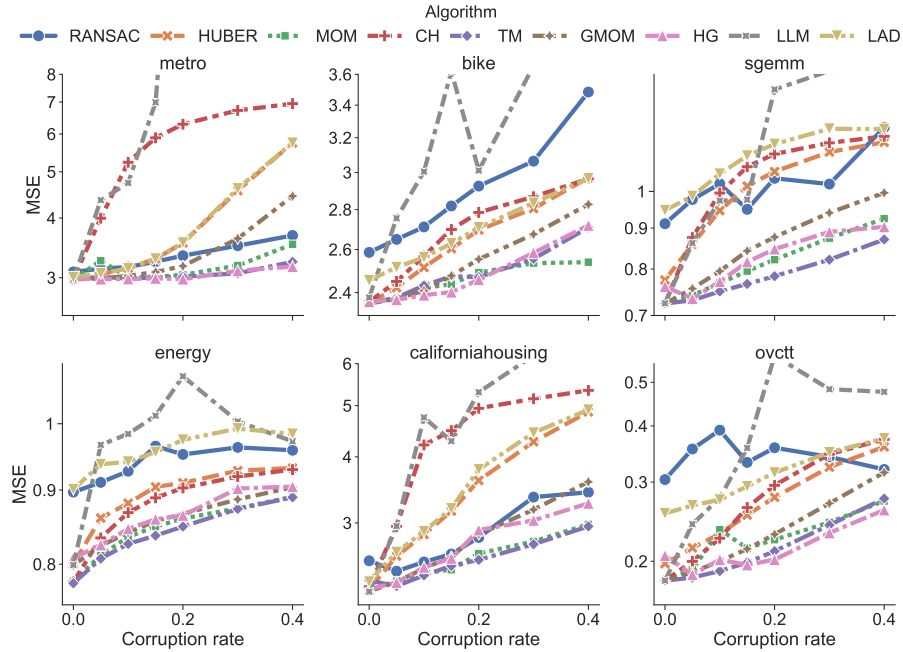 Algorithm
RANSAC HUBER MOM CH TM GMOM HG LLM LAD
metro bike sgemm
8 3.6
7 3.4
6 3.2
5 3.0 1
4 2.8 0.9
3 2.6 0.8
2.4 0.7
MSE
energy californiahousing ovctt
1 6 0.5
0.9 5 0.3
0.8 4 0.2
3
MSE
0.0 0.2 0.4 0.0 0.2 0.4 0.0 0.2 0.4
Corruption rate Corruption rate Corruption rate